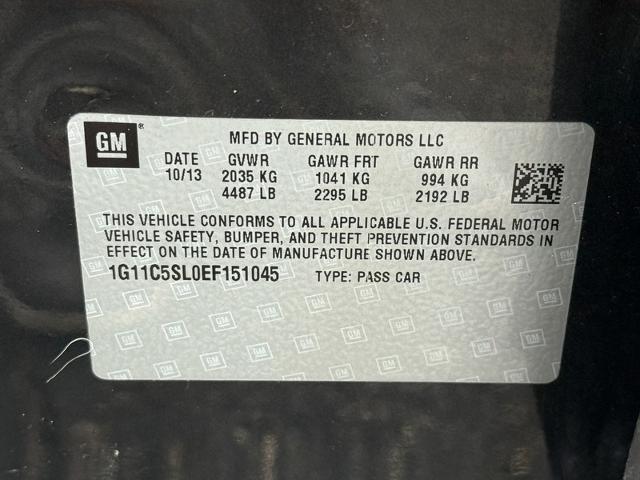 GM ® MFD BY GENERAL MOTORS LLC
DATE GVWR GAWR FRT GAWR RR
10/13 2035 KG 1041 KG 994 KG
4487 LB 2295 LB 2192 LB
THIS VEHICLE CONFORMS TO ALL APPLICABLE U.S. FEDERAL MOTOR
VEHICLE SAFETY, BUMPER, AND THEFT PREVENTION STANDARDS IN
EFFECT ON THE DATE OF MANUFACTURE SHOWN ABOVE.
1G11C5SL0EF151045 TYPE: PASS CAR